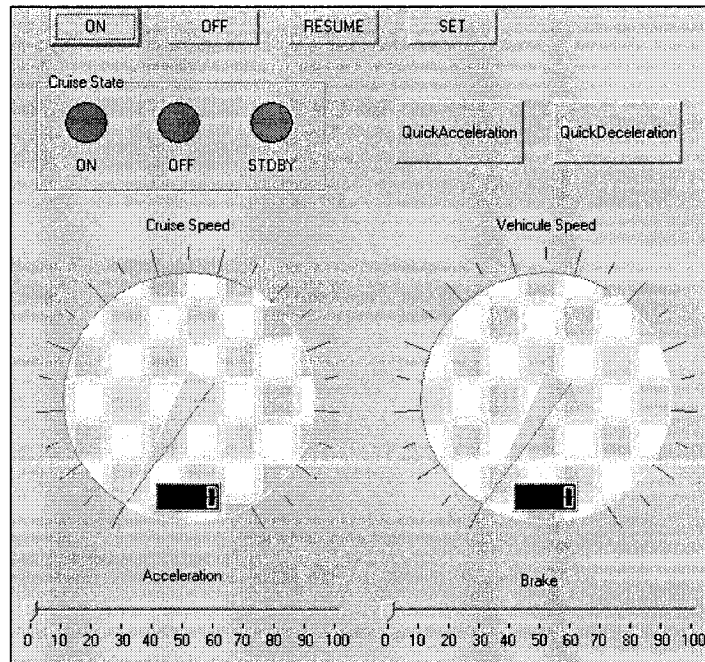 ON OFF RESUME SET
Cruise State
QuickAcceleration QuickDeceleration
ON OFF STDBY
Cruise Speed Vehicule Speed
0 0
Acceleration Brake
0 10 20 30 40 50 60 70 80 90 100 0 10 20 30 40 50 60 70 80 90 100